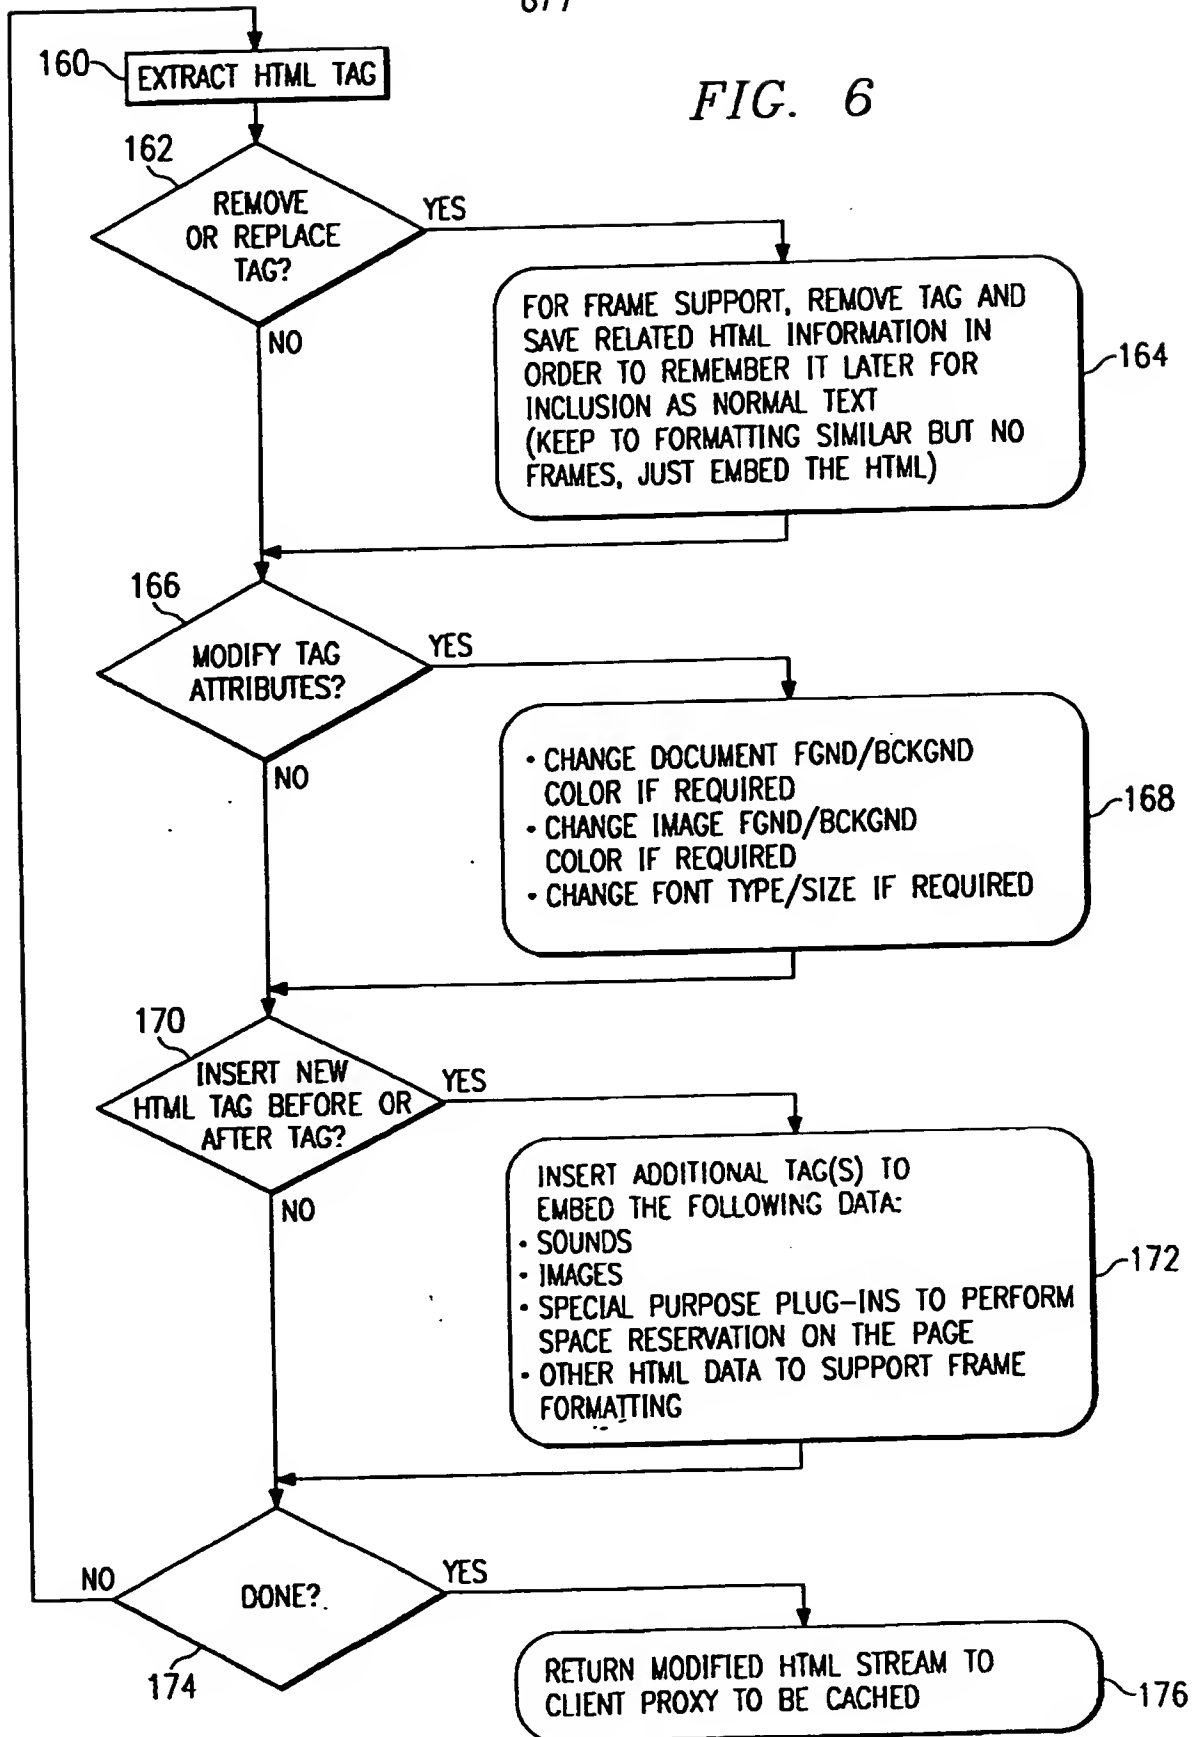 6/7
160
EXTRACT HTML TAG
FIG. 6
162
REMOVE
OR REPLACE
TAG?
YES
NO
FOR FRAME SUPPORT, REMOVE TAG AND
SAVE RELATED HTML INFORMATION IN
ORDER TO REMEMBER IT LATER FOR
INCLUSION AS NORMAL TEXT
(KEEP TO FORMATTING SIMILAR BUT NO
FRAMES, JUST EMBED THE HTML)
164
166
MODIFY TAG
ATTRIBUTES?
YES
NO
• CHANGE DOCUMENT FGND/BCKGND
COLOR IF REQUIRED
• CHANGE IMAGE FGND/BCKGND
COLOR IF REQUIRED
• CHANGE FONT TYPE/SIZE IF REQUIRED
168
170
INSERT NEW
HTML TAG BEFORE OR
AFTER TAG?
YES
NO
INSERT ADDITIONAL TAG(S) TO
EMBED THE FOLLOWING DATA:
• SOUNDS
• IMAGES
• SPECIAL PURPOSE PLUG-INS TO PERFORM
SPACE RESERVATION ON THE PAGE
• OTHER HTML DATA TO SUPPORT FRAME
FORMATTING
172
NO
DONE?
YES
174
RETURN MODIFIED HTML STREAM TO
CLIENT PROXY TO BE CACHED
176